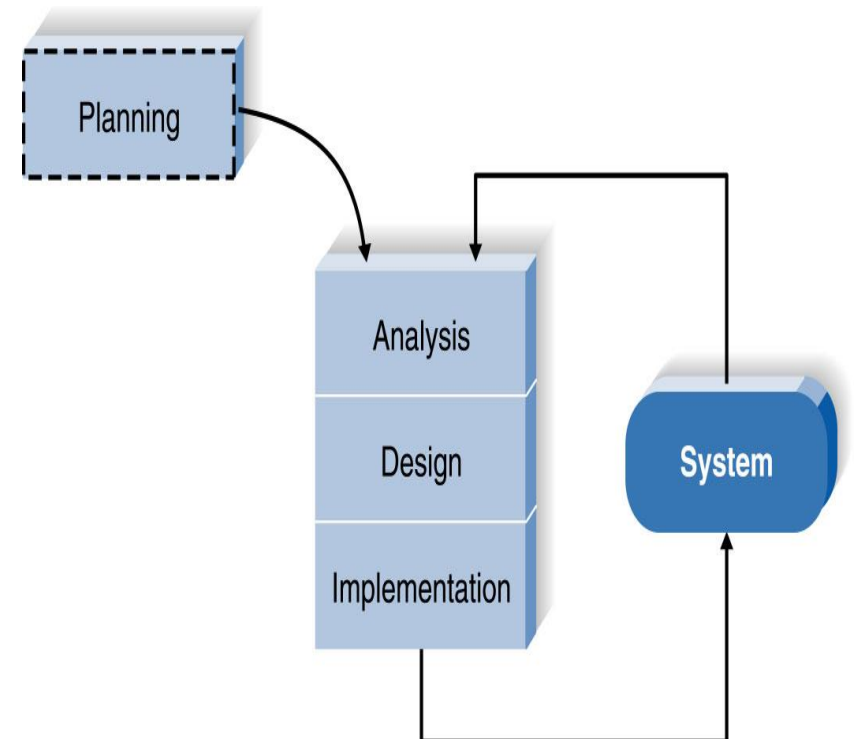 Planning
Analysis
Design
Implementation
System